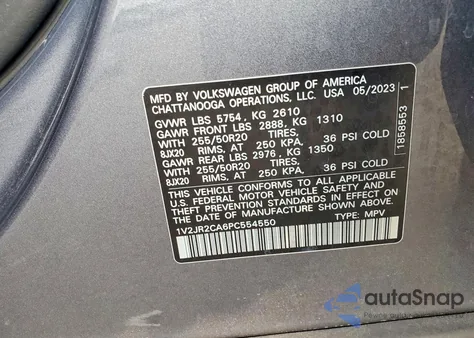 MFD. BY VOLKSWAGEN GROUP OF AMERICA
CHATTANOOGA OPERATIONS, LLC. USA 05/2023
GVWR LBS 5754, KG 2610
GAWR FRONT LBS 2888, KG 1310
WITH 255/50R20 TIRES,
8JX20 RIMS, AT 250 KPA, 36 PSI COLD
GAWR REAR LBS 2976, KG 1350
WITH 255/50R20 TIRES,
8JX20 RIMS, AT 250 KPA, 36 PSI COLD
THIS VEHICLE CONFORMS TO ALL APPLICABLE
U.S. FEDERAL MOTOR VEHICLE SAFETY AND
THEFT PREVENTION STANDARDS IN EFFECT ON
THE DATE OF MANUFACTURE SHOWN ABOVE.
1V2JR2CA6PC554550 TYPE: MPV
1858553 1
autoSnap